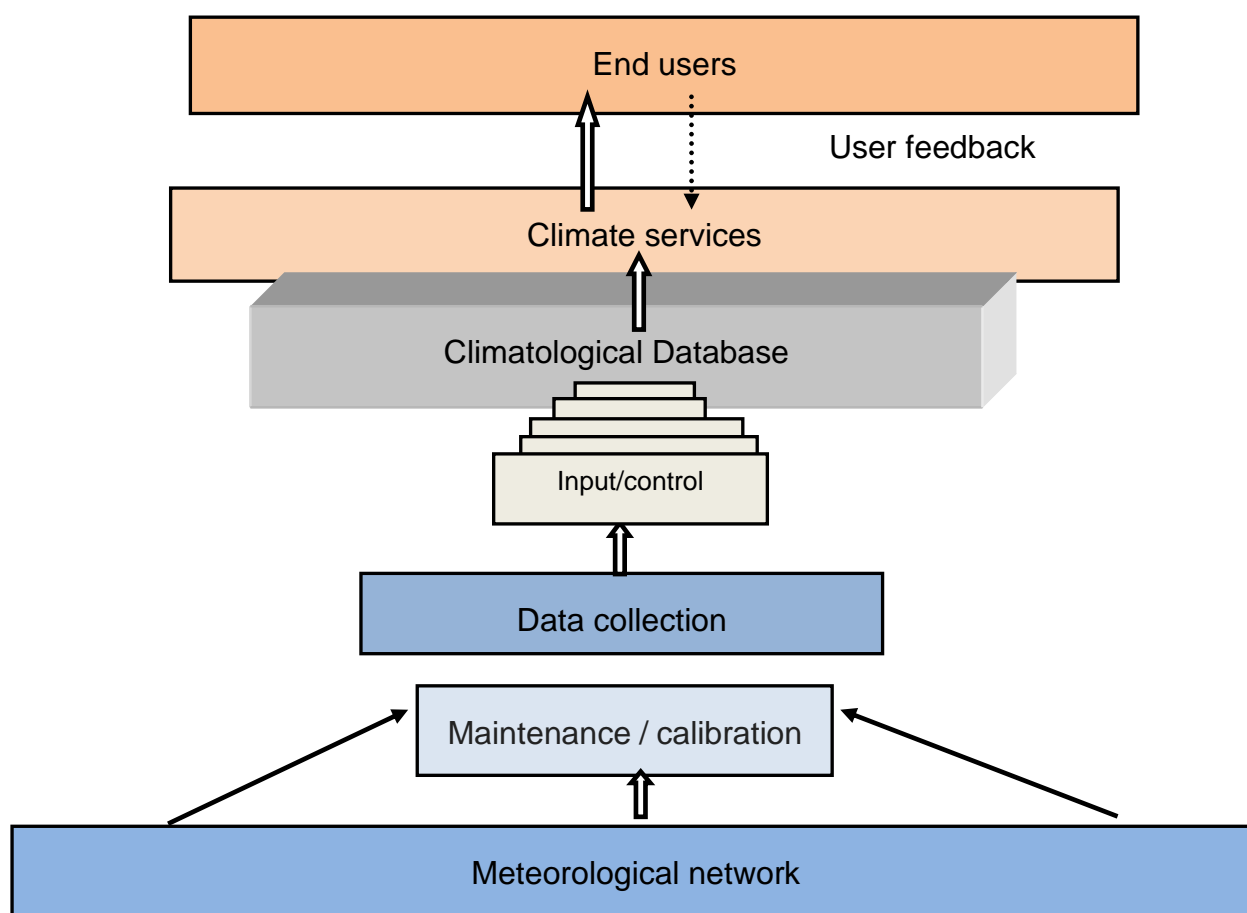 End users
User feedback
Climate services
Climatological Database
Input/control
Data collection
Maintenance / calibration
Meteorological network